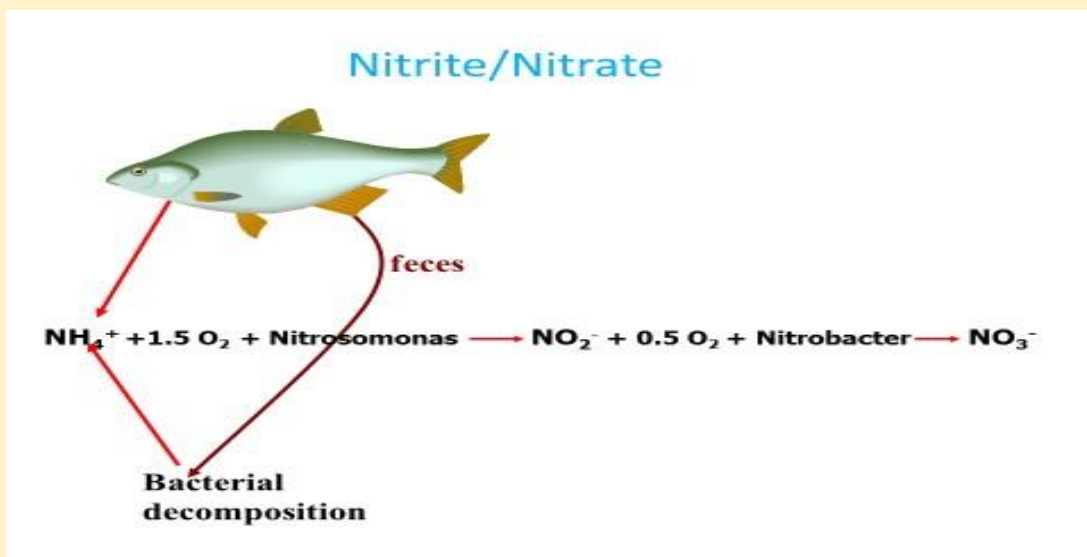 Nitrite/Nitrate
feces
NH₄⁺ +1.5 O₂ + Nitrosomonas → NO₂⁻ + 0.5 O₂ + Nitrobacter → NO₃⁻
Bacterial
decomposition